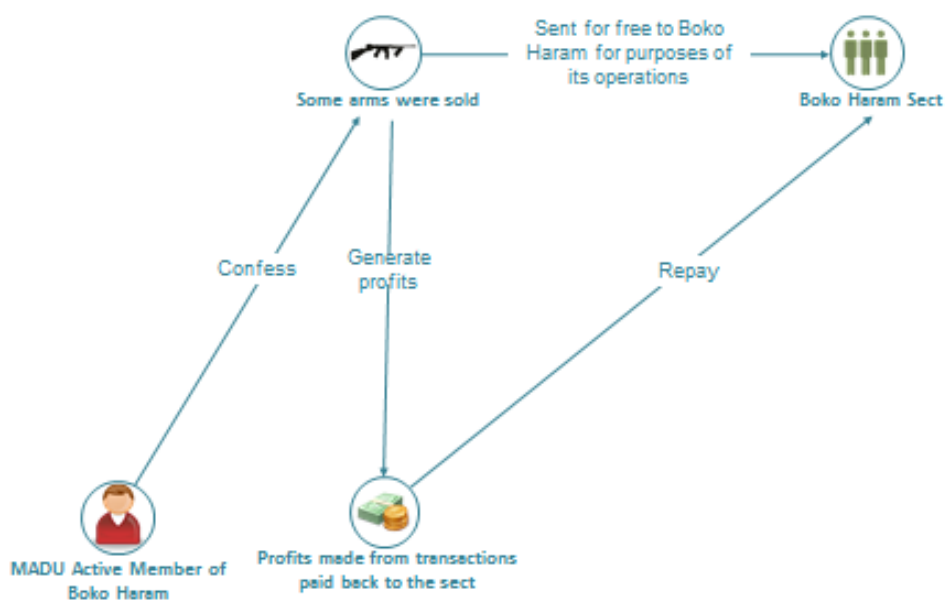 Sent for free to Boko
Haram for purposes of
its operations
Some arms were sold
Boko Haram Sect
Confess
Generate
profits
Repay
MADU Active Member of
Boko Haram
Profits made from transactions
paid back to the sect